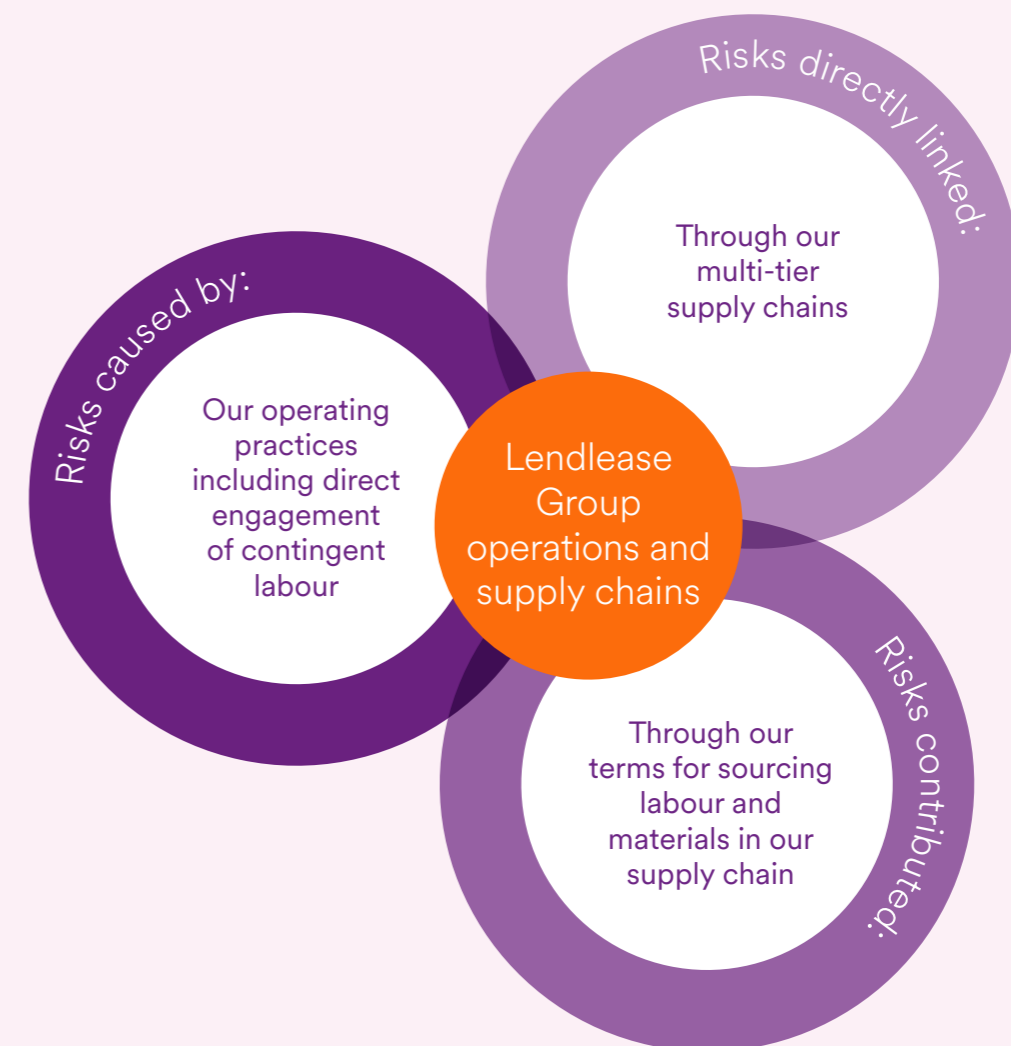 Risks directly linked:
Through our
multi-tier
supply chains
Risks caused by:
Our operating
practices
including direct
engagement
of contingent
labour
Lendlease
Group
operations and
supply chains
Risks contributed:
Through our
terms for sourcing
labour and
materials in our
supply chain